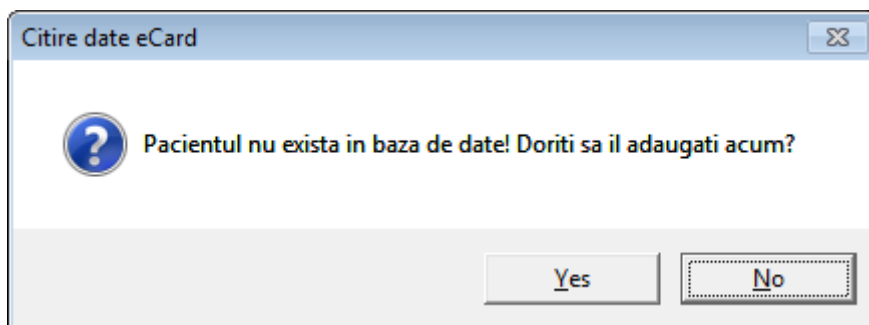 Citire date eCard
Pacientul nu exista in baza de date! Doriti sa il adaugati acum?
Yes No